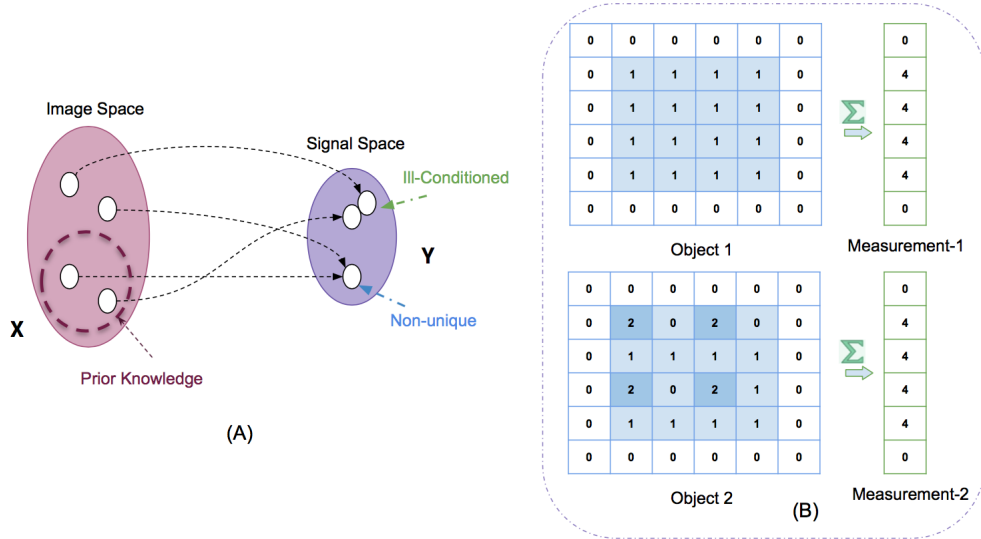 Image Space
Signal Space
Ill-Conditioned
Y
Non-unique
X
Prior Knowledge
(A)
0 0 0 0 0 0
0 1 1 1 1 0
0 1 1 1 1 0
0 1 1 1 1 0
0 1 1 1 1 0
0 0 0 0 0 0
Σ
0
4
4
4
4
0
Object 1
Measurement-1
0 0 0 0 0 0
0 2 0 2 0 0
0 1 1 1 1 0
0 2 0 2 1 0
0 1 1 1 1 0
0 0 0 0 0 0
Σ
0
4
4
4
4
0
Object 2
Measurement-2
(B)